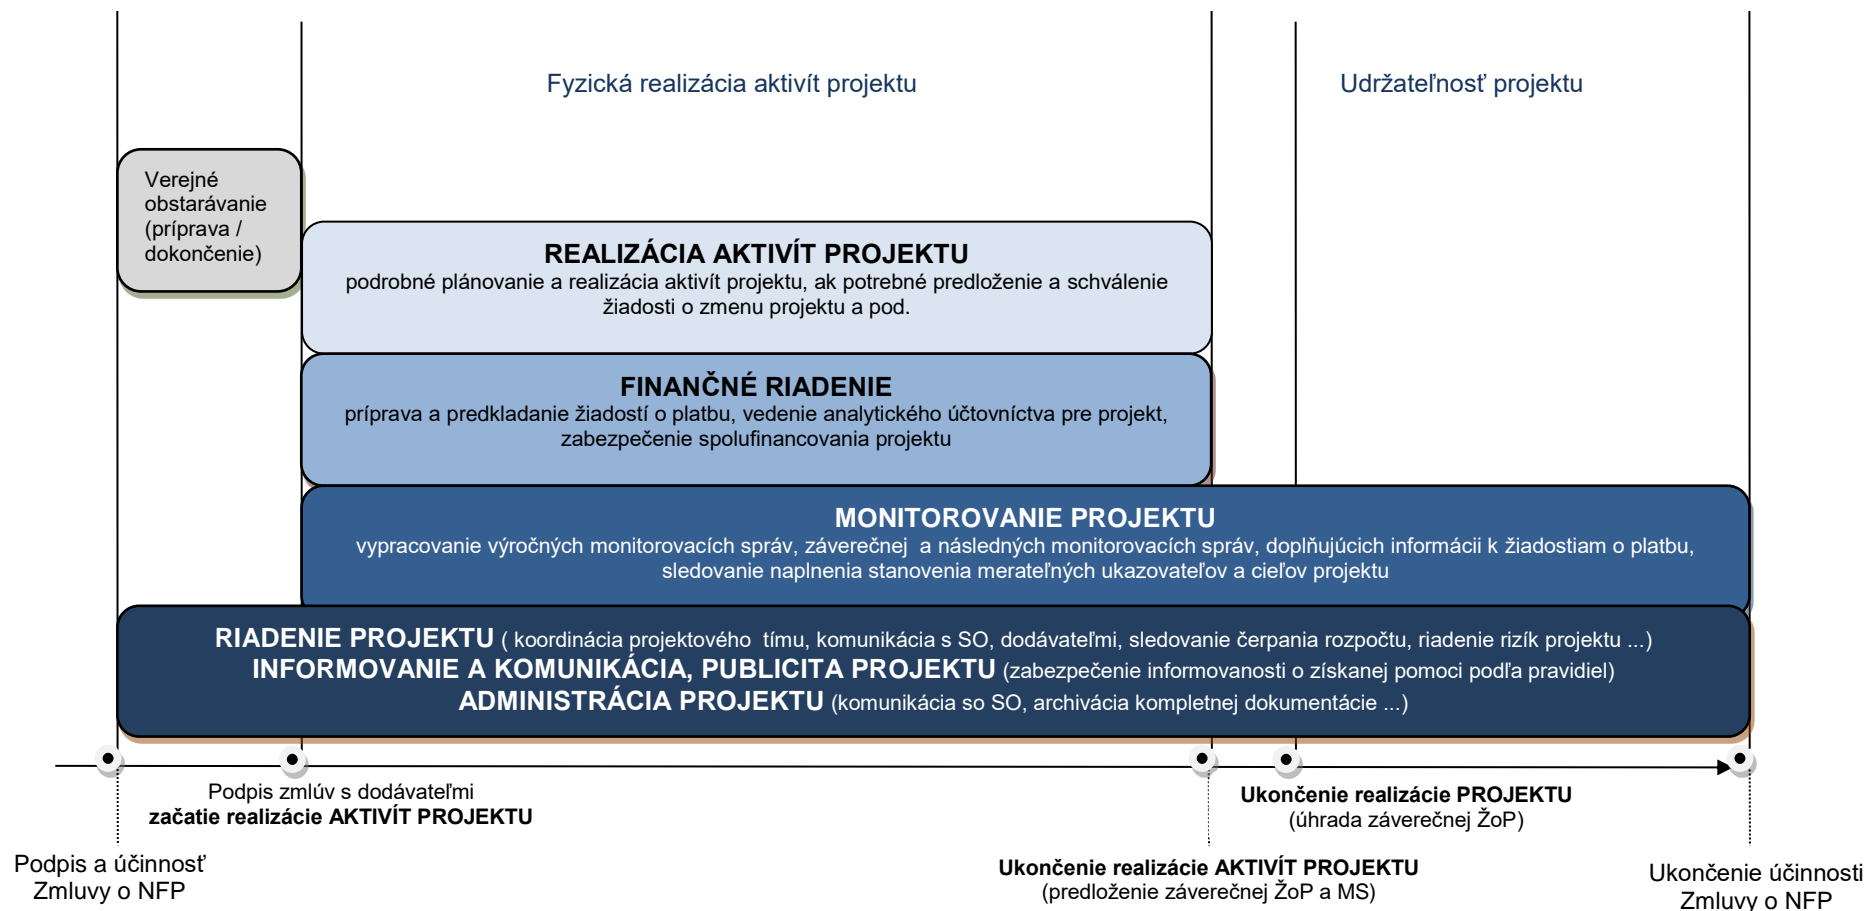 Fyzická realizácia aktivít projektu
Udržateľnosť projektu
Verejné
obstarávanie
(príprava /
dokončenie)
REALIZÁCIA AKTIVÍT PROJEKTU
podrobné plánovanie a realizácia aktivít projektu, ak potrebné predloženie a schválenie
žiadosti o zmenu projektu a pod.
FINANČNÉ RIADENIE
príprava a predkladanie žiadostí o platbu, vedenie analytického účtovníctva pre projekt,
zabezpečenie spolufinancovania projektu
MONITOROVANIE PROJEKTU
vypracovanie výročných monitorovacích správ, záverečnej a následných monitorovacích správ, doplňujúcich informácii k žiadostiam o platbu,
sledovanie naplnenia stanovenia merateľných ukazovateľov a cieľov projektu
RIADENIE PROJEKTU ( koordinácia projektového tímu, komunikácia s SO, dodávateľmi, sledovanie čerpania rozpočtu, riadenie rizík projektu ...)
INFORMOVANIE A KOMUNIKÁCIA, PUBLICITA PROJEKTU (zabezpečenie informovanosti o získanej pomoci podľa pravidiel)
ADMINISTRÁCIA PROJEKTU (komunikácia so SO, archivácia kompletnej dokumentácie ...)
Podpis zmlúv s dodávateľmi
začatie realizácie AKTIVÍT PROJEKTU
Ukončenie realizácie PROJEKTU
(úhrada záverečnej ŽoP)
Podpis a účinnosť
Zmluvy o NFP
Ukončenie realizácie AKTIVÍT PROJEKTU
(predloženie záverečnej ŽoP a MS)
Ukončenie účinnosti
Zmluvy o NFP